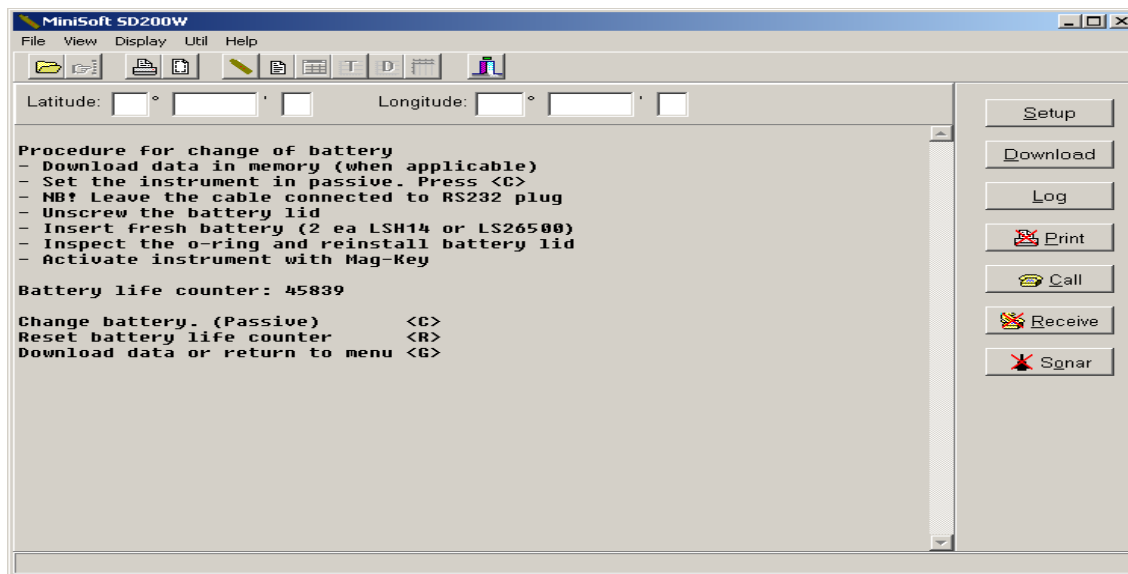 MiniSoft SD200W
File View Display Util Help
T D
Latitude: ° ' Longitude: ° '
Setup
Download
Log
Print
Call
Receive
Sonar
Procedure for change of battery
- Download data in memory (when applicable)
- Set the instrument in passive. Press <C>
- NB! Leave the cable connected to RS232 plug
- Unscrew the battery lid
- Insert fresh battery (2 ea LSH14 or LS26500)
- Inspect the o-ring and reinstall battery lid
- Activate instrument with Mag-Key
Battery life counter: 45839
Change battery. (Passive) <C>
Reset battery life counter <R>
Download data or return to menu <G>